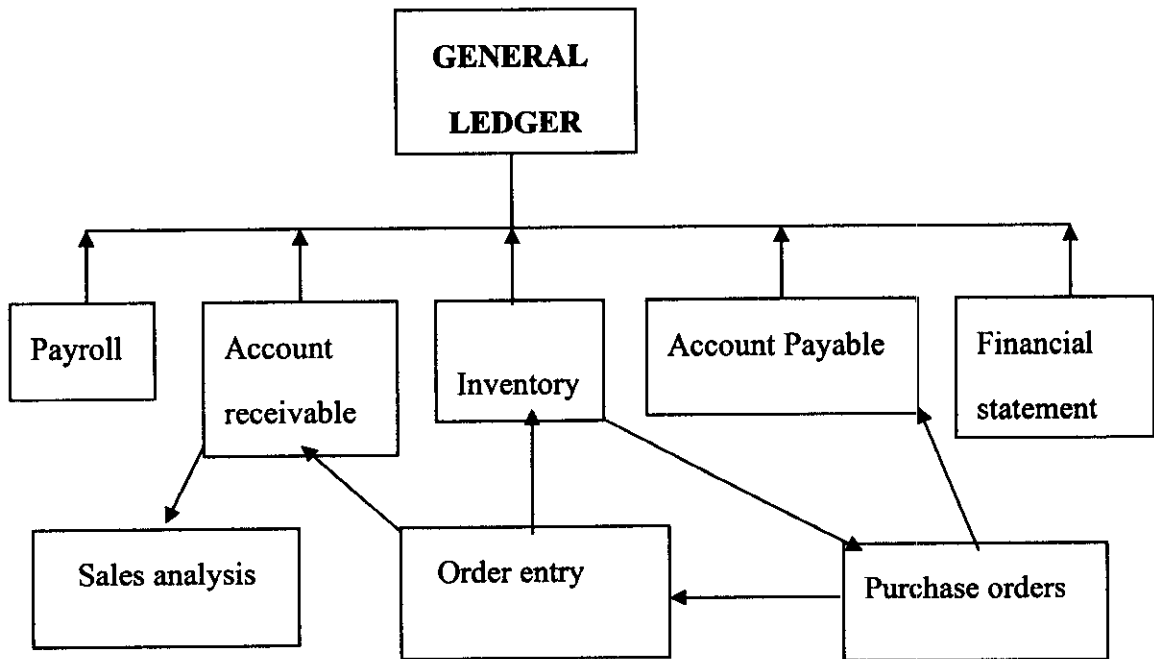 GENERAL
LEDGER
Payroll
Account
receivable
Inventory
Account Payable
Financial
statement
Sales analysis
Order entry
Purchase orders